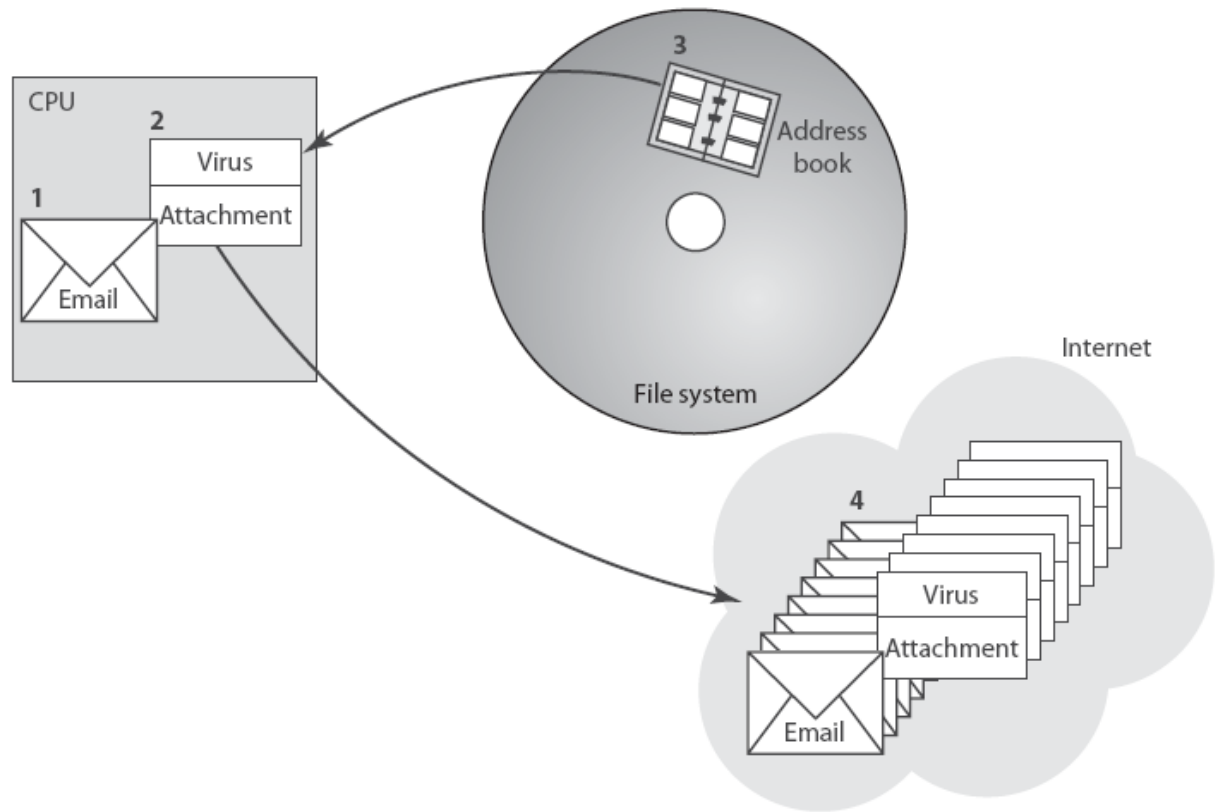 CPU
2
Virus
Attachment
1
Email
3
Address
book
File system
Internet
4
Virus
Attachment
Email